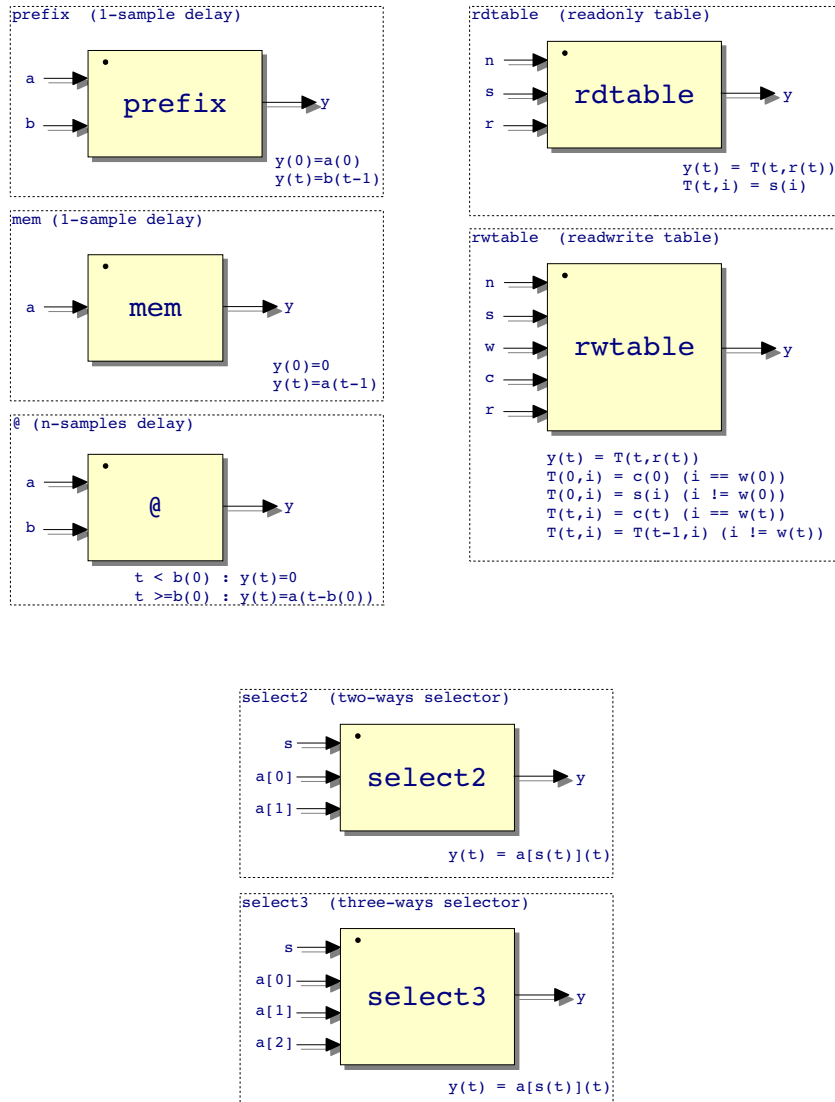 prefix (1-sample delay)
a
b
prefix
y
y(0)=a(0)
y(t)=b(t-1)
mem (1-sample delay)
a
mem
y
y(0)=0
y(t)=a(t-1)
@ (n-samples delay)
a
b
@
y
t < b(0) : y(t)=0
t >=b(0) : y(t)=a(t-b(0))
rdtable (readonly table)
n
s
r
rdtable
y
y(t) = T(t,r(t))
T(t,i) = s(i)
rwtable (readwrite table)
n
s
w
c
r
rwtable
y
y(t) = T(t,r(t))
T(0,i) = c(0) (i == w(0))
T(0,i) = s(i) (i != w(0))
T(t,i) = c(t) (i == w(t))
T(t,i) = T(t-1,i) (i != w(t))
select2 (two-ways selector)
s
a[0]
a[1]
select2
y
y(t) = a[s(t)](t)
select3 (three-ways selector)
s
a[0]
a[1]
a[2]
select3
y
y(t) = a[s(t)](t)